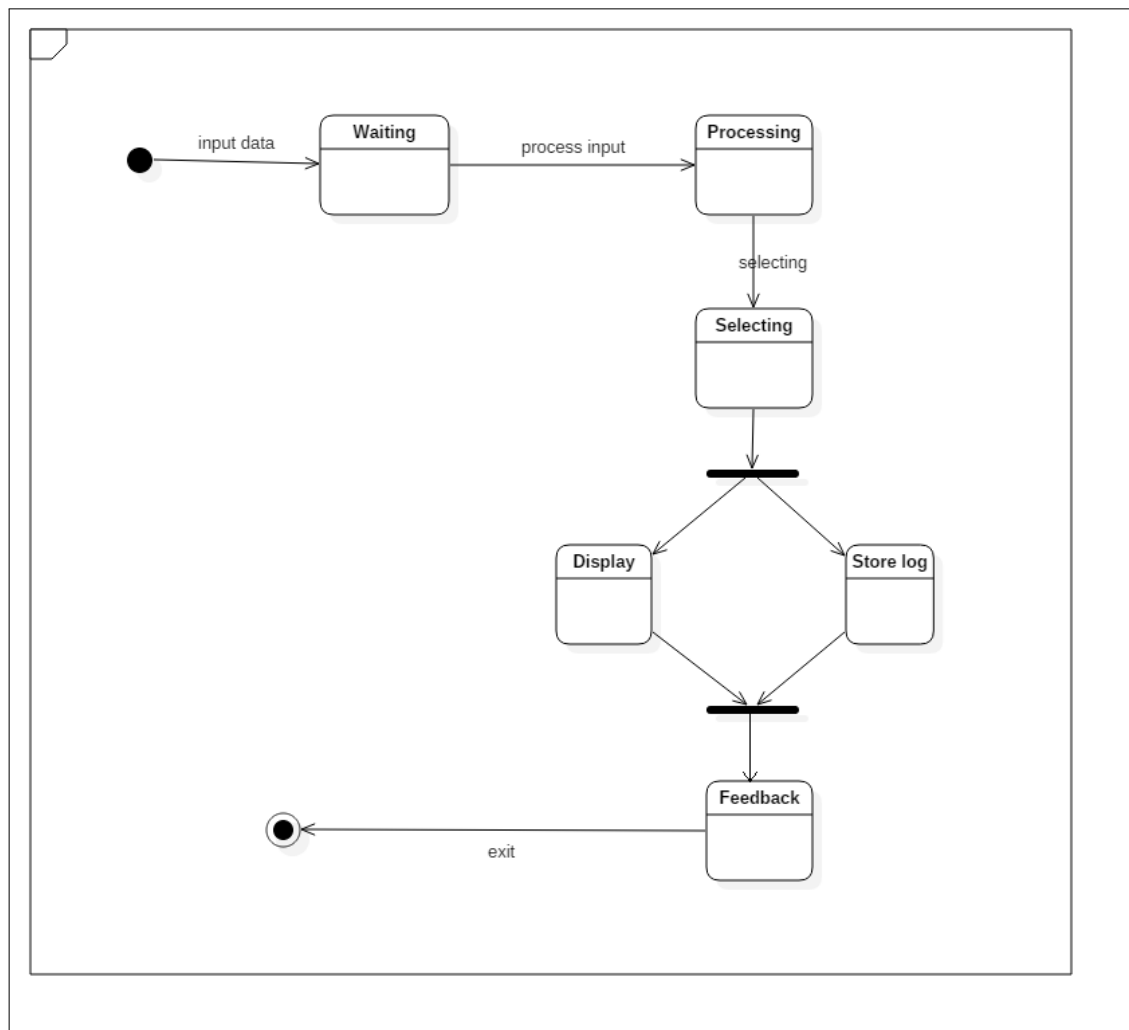 input data
Waiting
process input
Processing
selecting
Selecting
Display
Store log
Feedback
exit